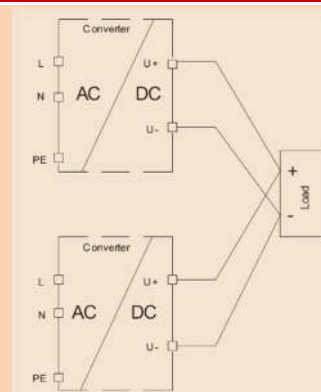 Converter
L
U+
N
AC
DC
U-
PE
+
-
Load
Converter
L
U+
N
AC
DC
U-
PE